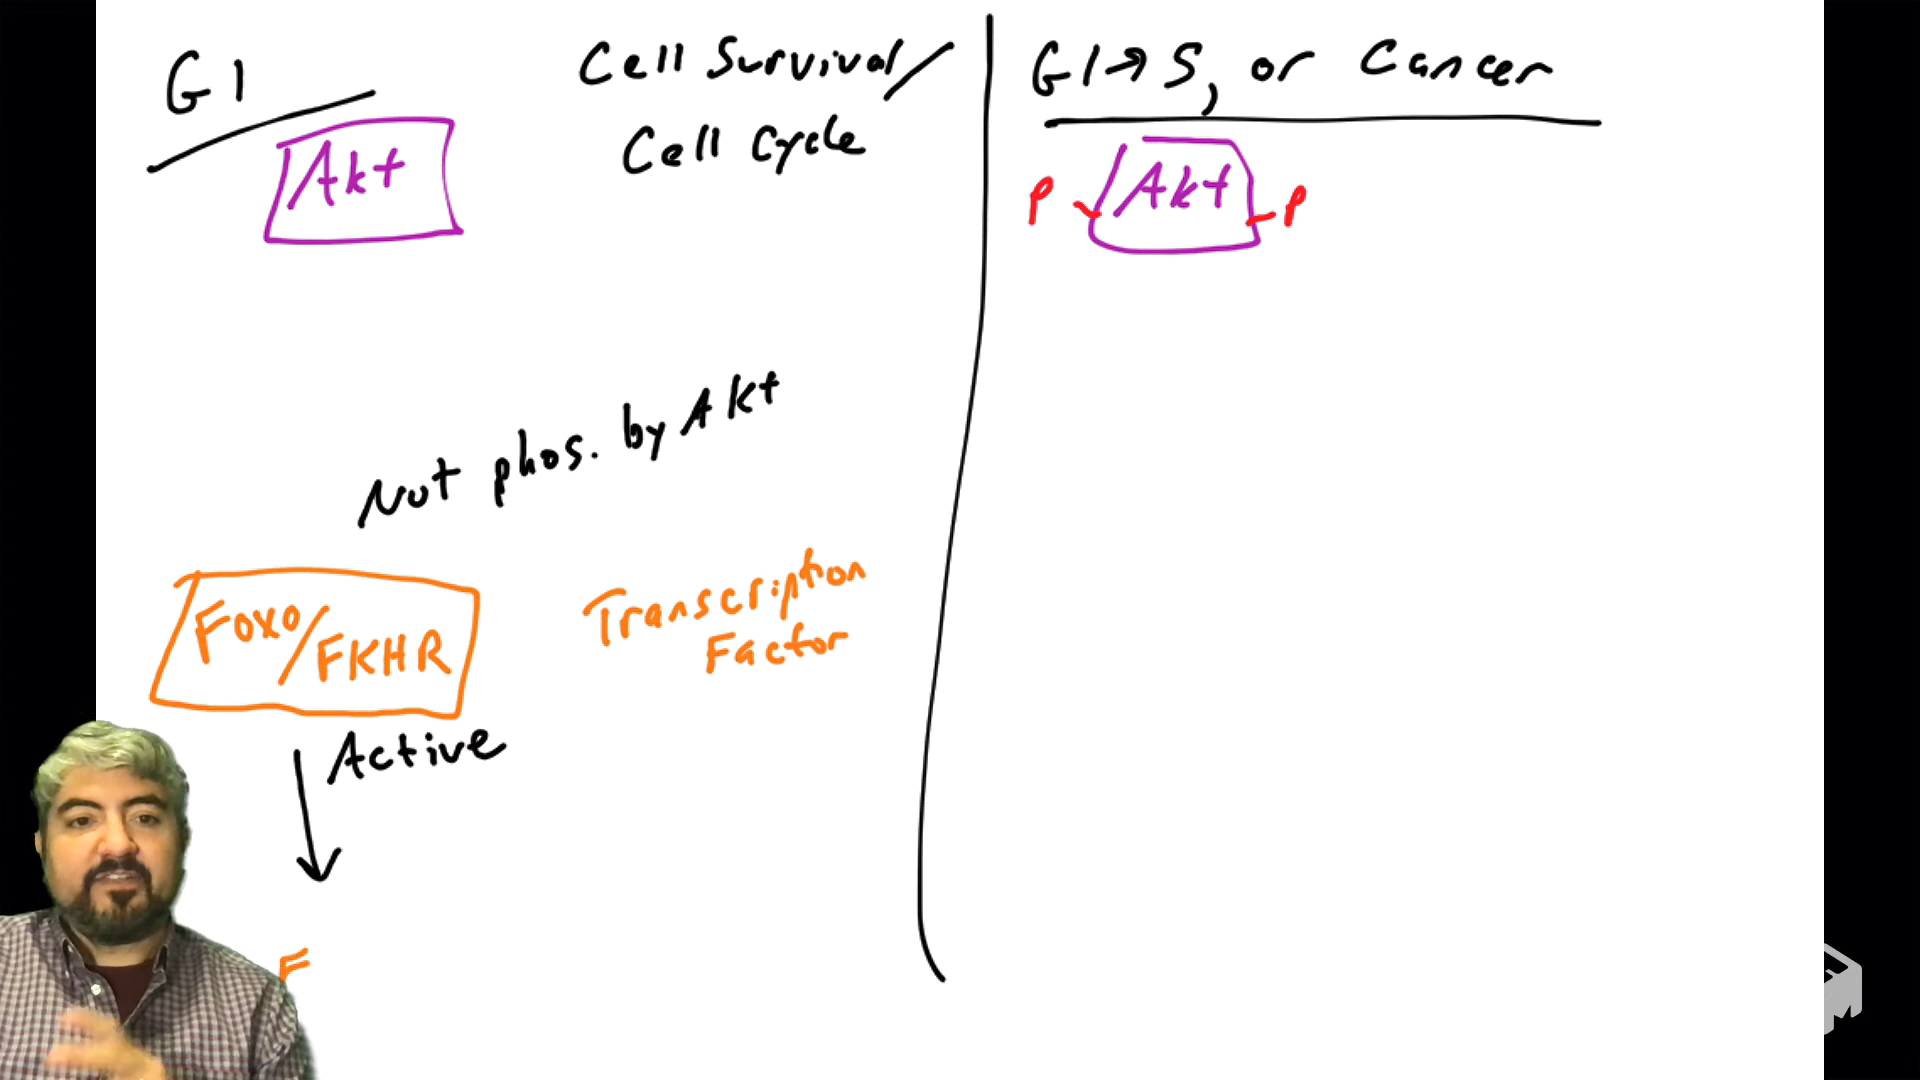 G1
Cell Survival/
Cell Cycle
Akt
Not phos. by Akt
Foxo/FKHR
Transcription
Factor
Active
F
G1→S, or Cancer
P Akt P
M